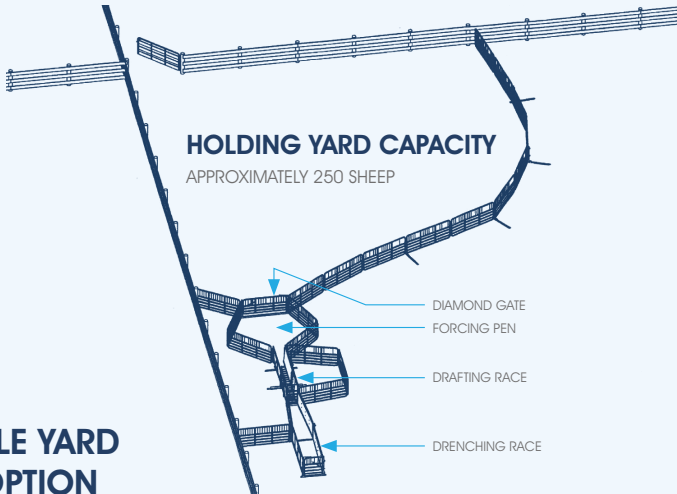 HOLDING YARD CAPACITY
APPROXIMATELY 250 SHEEP
DIAMOND GATE
FORCING PEN
DRAFTING RACE
DRENCHING RACE
LE YARD
OPTION